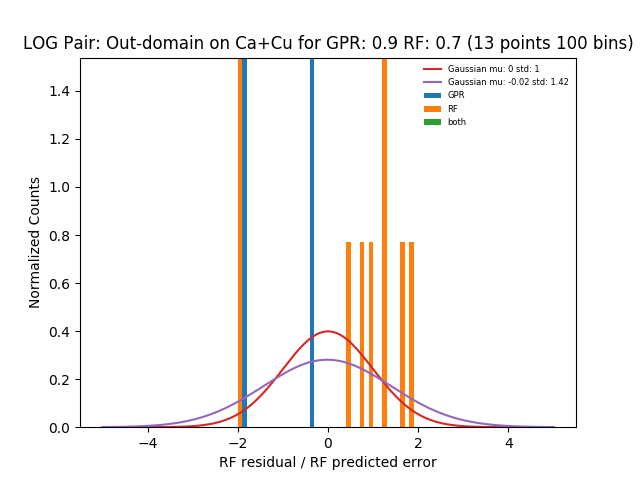 LOG Pair: Out-domain on Ca+Cu for GPR: 0.9 RF: 0.7 (13 points 100 bins)
Gaussian mu: 0 std: 1
Gaussian mu: -0.02 std: 1.42
GPR
RF
both
Normalized Counts
1.4
1.2
1.0
0.8
0.6
0.4
0.2
0.0
−4 −2 0 2 4
RF residual / RF predicted error